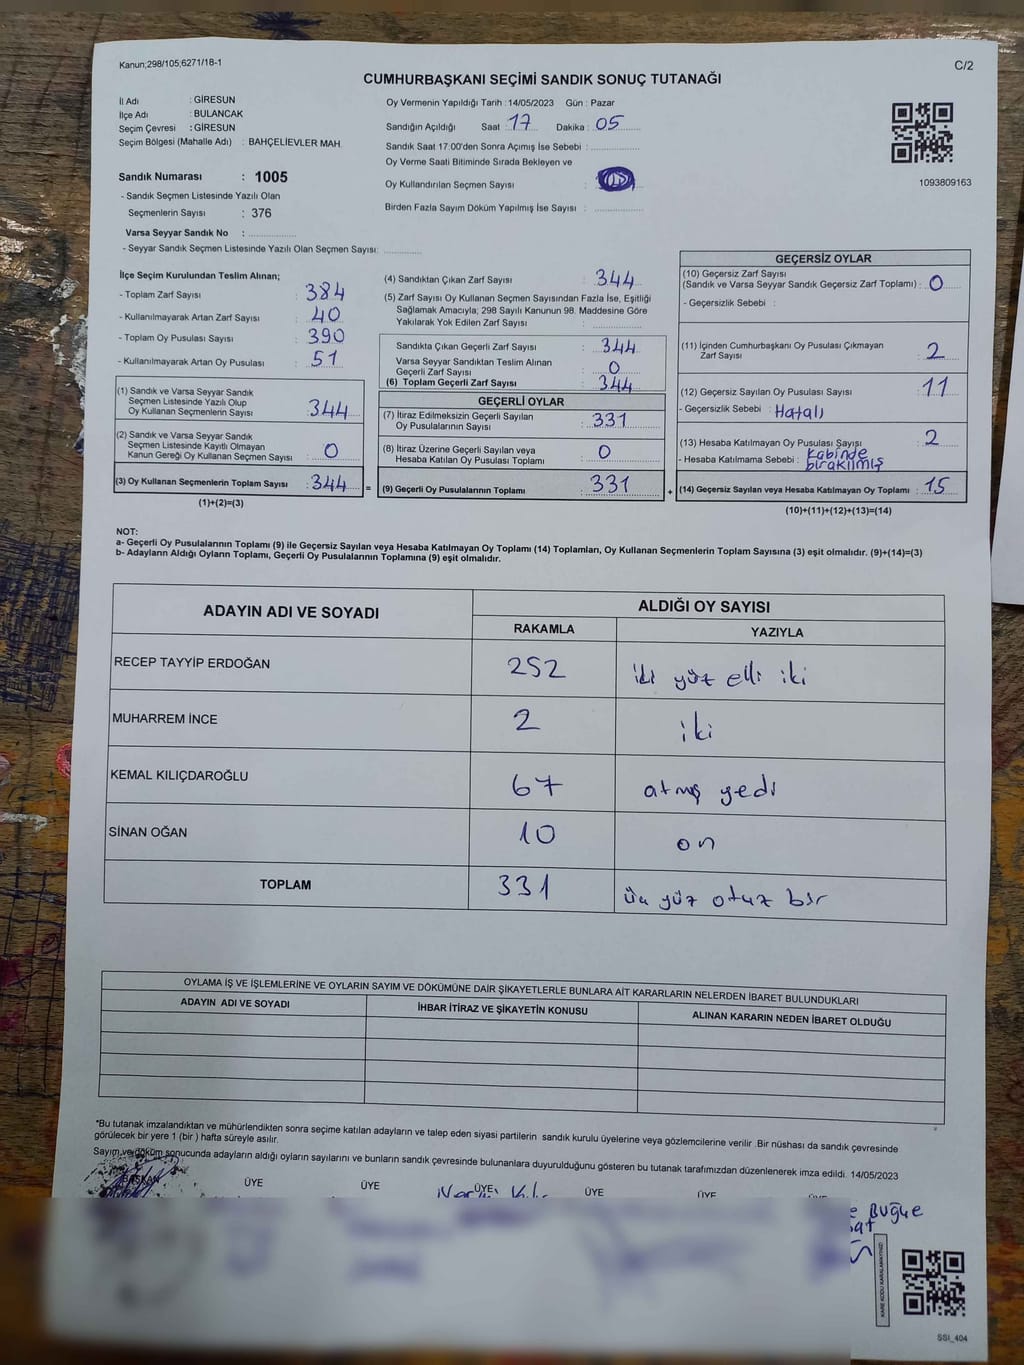 Kanun;298/105;6271/18-1
C/2
CUMHURBAŞKANI SEÇİMİ SANDIK SONUÇ TUTANAĞI
İl Adı : GİRESUN
İlçe Adı : BULANCAK
Seçim Çevresi : GİRESUN
Seçim Bölgesi (Mahalle Adı) : BAHÇELİEVLER MAH.
Sandık Numarası : 1005
- Sandık Seçmen Listesinde Yazılı Olan
Seçmenlerin Sayısı : 376
Varsa Seyyar Sandık No :
- Seyyar Sandık Seçmen Listesinde Yazılı Olan Seçmen Sayısı:
Oy Vermenin Yapıldığı Tarih : 14/05/2023 Gün : Pazar
Sandığın Açıldığı Saat : 17 Dakika : 05
Sandık Saat 17:00'den Sonra Açımış İse Sebebi :
Oy Verme Saati Bitiminde Sırada Bekleyen ve
Oy Kullandırılan Seçmen Sayısı :
Birden Fazla Sayım Döküm Yapılmış İse Sayısı :
1093809163
İlçe Seçim Kurulundan Teslim Alınan;
- Toplam Zarf Sayısı : 384
- Kullanılmayarak Artan Zarf Sayısı : 40
- Toplam Oy Pusulası Sayısı : 390
- Kullanılmayarak Artan Oy Pusulası : 51
(1) Sandık ve Varsa Seyyar Sandık
Seçmen Listesinde Yazılı Olup
Oy Kullanan Seçmenlerin Sayısı : 344
(2) Sandık ve Varsa Seyyar Sandık
Seçmen Listesinde Kayıtlı Olmayan
Kanun Gereği Oy Kullanan Seçmen Sayısı : 0
(3) Oy Kullanan Seçmenlerin Toplam Sayısı : 344 =
(1)+(2)=(3)
(4) Sandıktan Çıkan Zarf Sayısı : 344
(5) Zarf Sayısı Oy Kullanan Seçmen Sayısından Fazla İse, Eşitliği
Sağlamak Amacıyla; 298 Sayılı Kanunun 98. Maddesine Göre
Yakılarak Yok Edilen Zarf Sayısı :
Sandıkta Çıkan Geçerli Zarf Sayısı : 344
Varsa Seyyar Sandıktan Teslim Alınan
Geçerli Zarf Sayısı : 0
(6) Toplam Geçerli Zarf Sayısı : 344
GEÇERLİ OYLAR
(7) İtiraz Edilmeksizin Geçerli Sayılan
Oy Pusulalarının Sayısı : 331
(8) İtiraz Üzerine Geçerli Sayılan veya
Hesaba Katılan Oy Pusulası Toplamı : 0
(9) Geçerli Oy Pusulalarının Toplamı : 331 +
GEÇERSİZ OYLAR
(10) Geçersiz Zarf Sayısı
(Sandık ve Varsa Seyyar Sandık Geçersiz Zarf Toplamı) : 0
- Geçersizlik Sebebi :
(11) İçinden Cumhurbaşkanı Oy Pusulası Çıkmayan
Zarf Sayısı : 2
(12) Geçersiz Sayılan Oy Pusulası Sayısı : 11
- Geçersizlik Sebebi : Hatalı
(13) Hesaba Katılmayan Oy Pusulası Sayısı : 2
- Hesaba Katılmama Sebebi : kabinde
bırakılmış
(14) Geçersiz Sayılan veya Hesaba Katılmayan Oy Toplamı : 15
(10)+(11)+(12)+(13)=(14)
NOT:
a- Geçerli Oy Pusulalarının Toplamı (9) ile Geçersiz Sayılan veya Hesaba Katılmayan Oy Toplamı (14) Toplamları, Oy Kullanan Seçmenlerin Toplam Sayısına (3) eşit olmalıdır. (9)+(14)=(3)
b- Adayların Aldığı Oyların Toplamı, Geçerli Oy Pusulalarının Toplamına (9) eşit olmalıdır.
ADAYIN ADI VE SOYADI
ALDIĞI OY SAYISI
RAKAMLA YAZIYLA
RECEP TAYYİP ERDOĞAN 252 iki yüz elli iki
MUHARREM İNCE 2 iki
KEMAL KILIÇDAROĞLU 67 atmış yedi
SİNAN OĞAN 10 on
TOPLAM 331 üç yüz otuz bir
OYLAMA İŞ VE İŞLEMLERİNE VE OYLARIN SAYIM VE DÖKÜMÜNE DAİR ŞİKAYETLERLE BUNLARA AİT KARARLARIN NELERDEN İBARET BULUNDUKLARI
ADAYIN ADI VE SOYADI İHBAR İTİRAZ VE ŞİKAYETİN KONUSU ALINAN KARARIN NEDEN İBARET OLDUĞU
*Bu tutanak imzalandıktan ve mühürlendikten sonra seçime katılan adayların ve talep eden siyasi partilerin sandık kurulu üyelerine veya gözlemcilerine verilir .Bir nüshası da sandık çevresinde
görülecek bir yere 1 (bir ) hafta süreyle asılır.
Sayım ve döküm sonucunda adayların aldığı oyların sayılarını ve bunların sandık çevresinde bulunanlara duyurulduğunu gösteren bu tutanak tarafımızdan düzenlenerek imza edildi. 14/05/2023
BAŞKAN ÜYE ÜYE ÜYE ÜYE ÜYE ÜYE
Buğue
KARE KODU KARALAMAYINIZ!
SSI_404